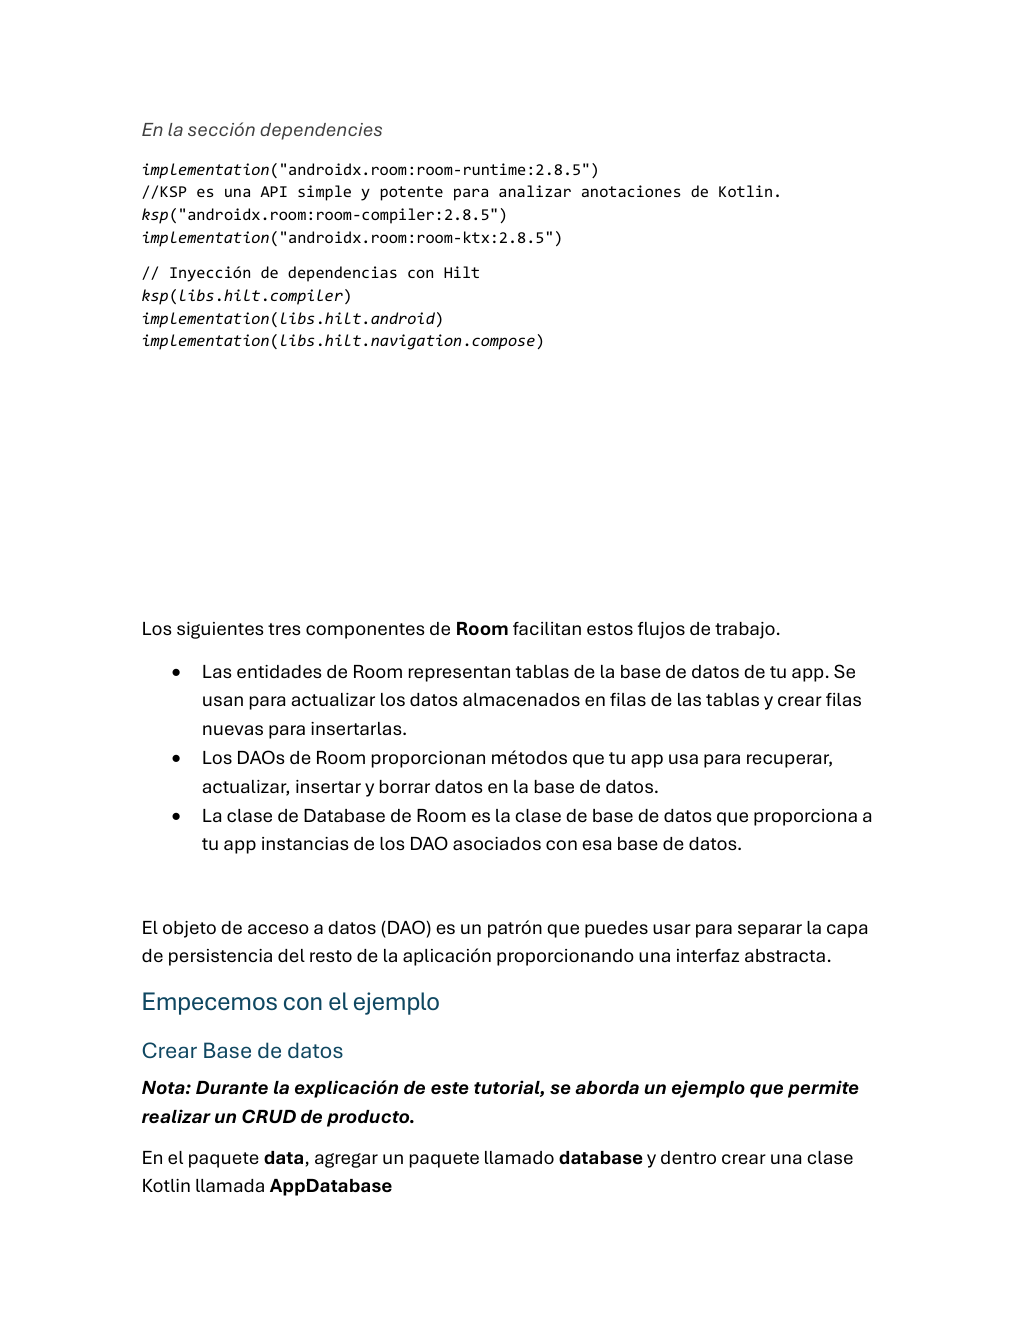 En la sección dependencies
implementation("androidx.room:room-runtime:2.8.5")
//KSP es una API simple y potente para analizar anotaciones de Kotlin.
ksp("androidx.room:room-compiler:2.8.5")
implementation("androidx.room:room-ktx:2.8.5")
// Inyección de dependencias con Hilt
ksp(libs.hilt.compiler)
implementation(libs.hilt.android)
implementation(libs.hilt.navigation.compose)
Los siguientes tres componentes de Room facilitan estos flujos de trabajo.
• Las entidades de Room representan tablas de la base de datos de tu app. Se
usan para actualizar los datos almacenados en filas de las tablas y crear filas
nuevas para insertarlas.
• Los DAOs de Room proporcionan métodos que tu app usa para recuperar,
actualizar, insertar y borrar datos en la base de datos.
• La clase de Database de Room es la clase de base de datos que proporciona a
tu app instancias de los DAO asociados con esa base de datos.
El objeto de acceso a datos (DAO) es un patrón que puedes usar para separar la capa
de persistencia del resto de la aplicación proporcionando una interfaz abstracta.
Empecemos con el ejemplo
Crear Base de datos
Nota: Durante la explicación de este tutorial, se aborda un ejemplo que permite
realizar un CRUD de producto.
En el paquete data, agregar un paquete llamado database y dentro crear una clase
Kotlin llamada AppDatabase